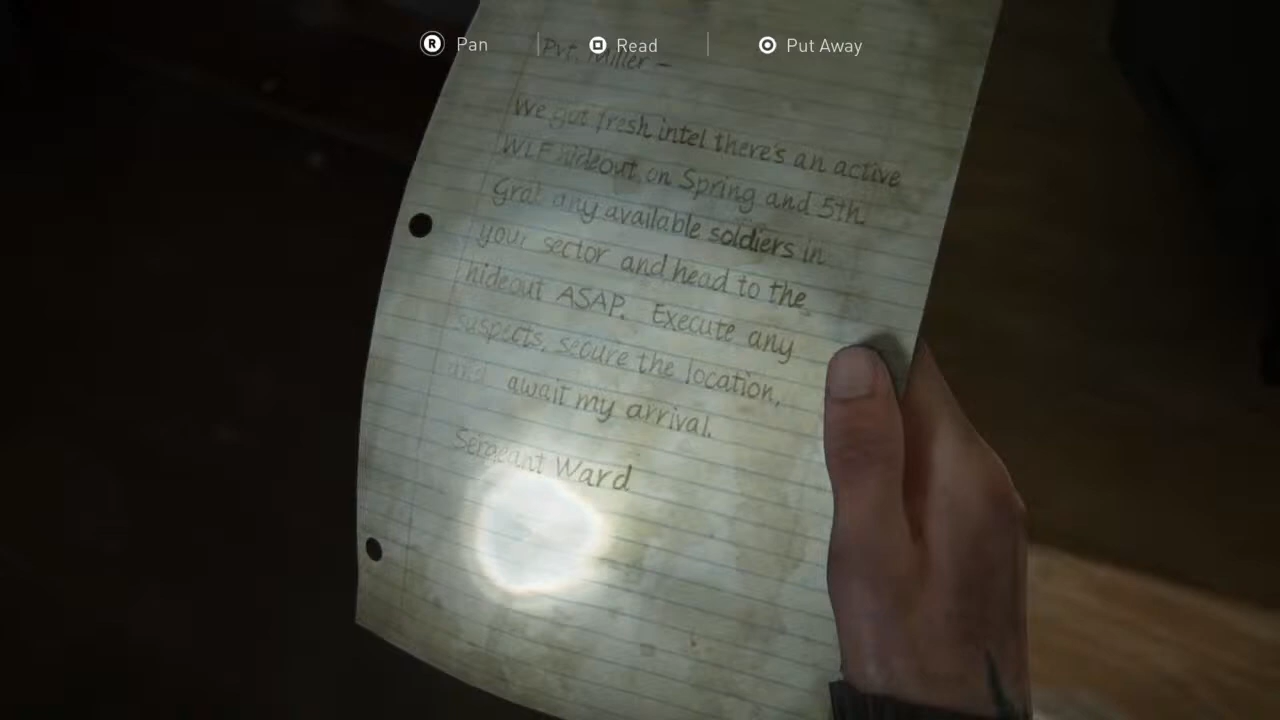 R Pan
Read
Put Away
Pvt. Miller –
We got fresh intel there's an active
WLF hideout on Spring and 5th.
Grab any available soldiers in
your sector and head to the
hideout ASAP. Execute any
suspects, secure the location,
and await my arrival.
Sergeant Ward